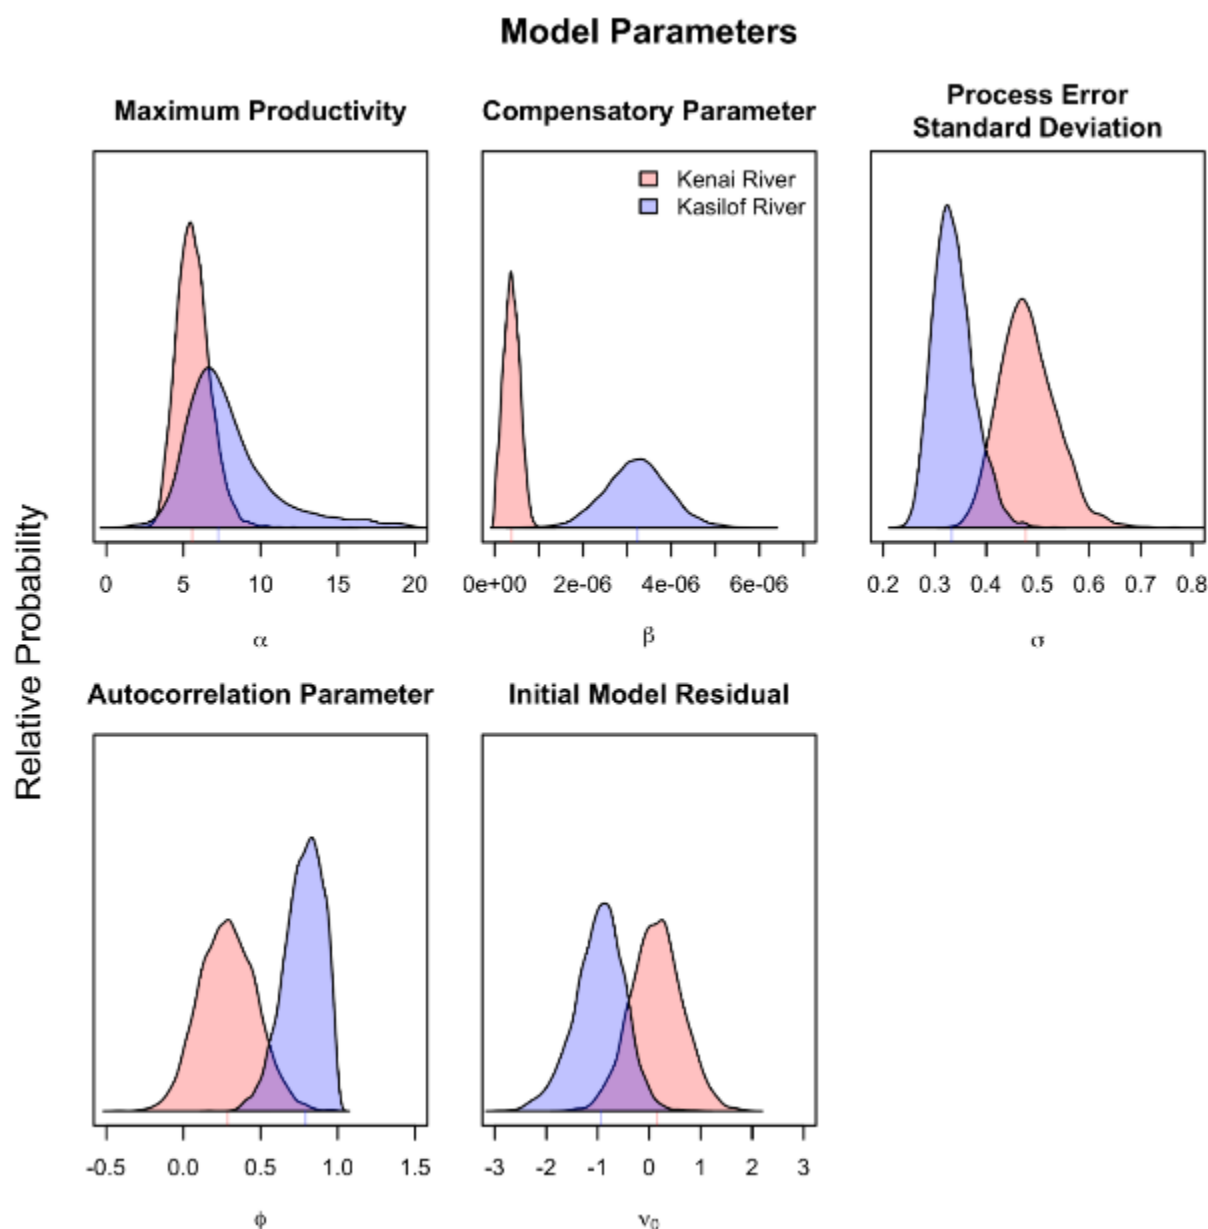 Model Parameters
Maximum Productivity
Compensatory Parameter
Process Error
Standard Deviation
Kenai River
Kasilof River
0 5 10 15 20
0e+00 2e-06 4e-06 6e-06
0.2 0.3 0.4 0.5 0.6 0.7 0.8
α
β
σ
Relative Probability
Autocorrelation Parameter
Initial Model Residual
-0.5 0.0 0.5 1.0 1.5
-3 -2 -1 0 1 2 3
ϕ
ν₀